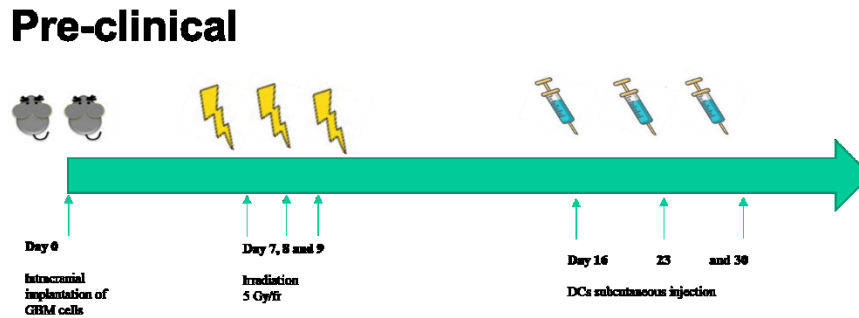 Pre-clinical
Day 0
Intracranial
implantation of
GBM cells
Day 7, 8 and 9
Irradiation
5 Gy/fr
Day 16 23 and 30
DCs subcutaneous injection